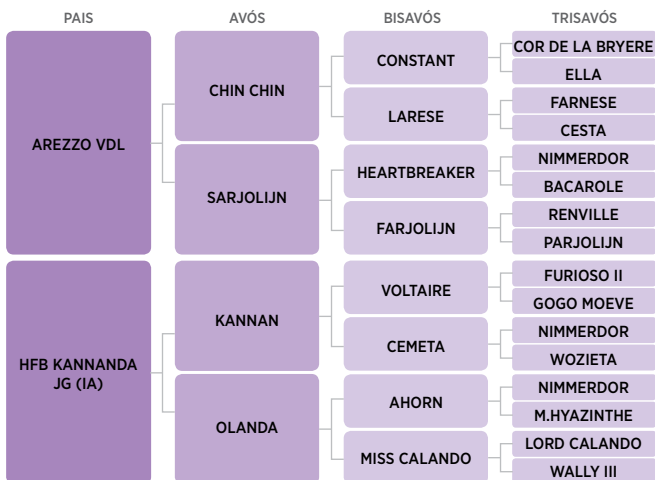 PAIS
AVÓS
BISAVÓS
TRISAVÓS
AREZZO VDL
CHIN CHIN
CONSTANT
COR DE LA BRYERE
ELLA
LARESE
FARNESE
CESTA
SARJOLIJN
HEARTBREAKER
NIMMERDOR
BACAROLE
FARJOLIJN
RENVILLE
PARJOLIJN
HFB KANNANDA
JG (IA)
KANNAN
VOLTAIRE
FURIOSO II
GOGO MOEVE
CEMETA
NIMMERDOR
WOZIETA
OLANDA
AHORN
NIMMERDOR
M.HYAZINTHE
MISS CALANDO
LORD CALANDO
WALLY III